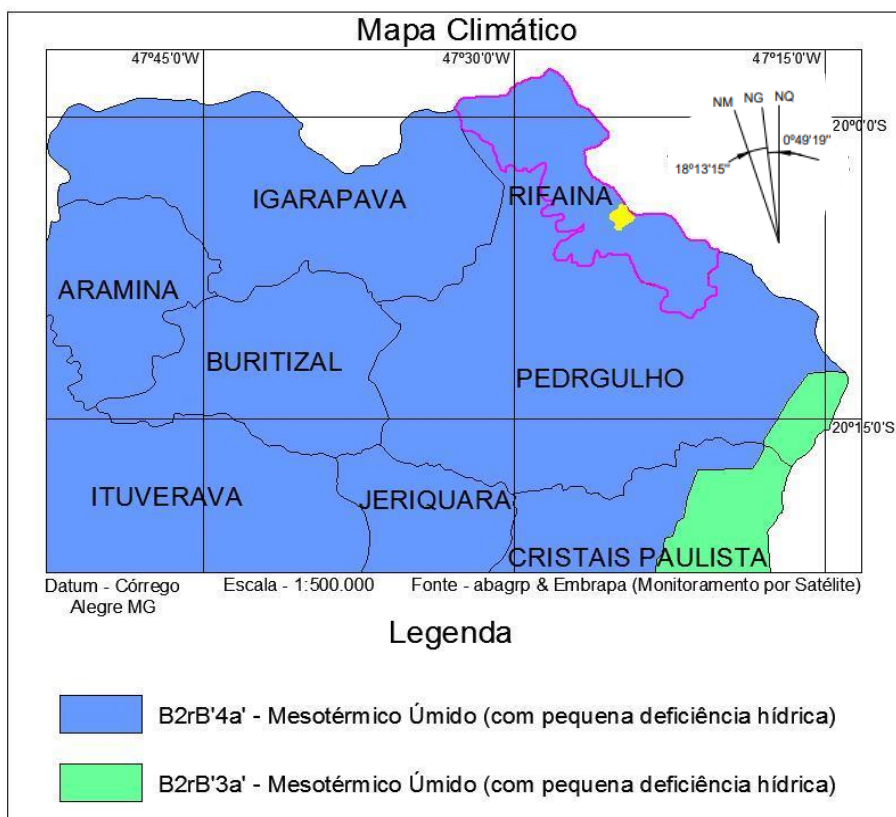 Mapa Climático
47º45'0"W
47º30'0"W
47º15'0"W
NM
NG
NQ
20º0'0"S
18º13'15"
0º49'19"
IGARAPAVA
RIFAINA
ARAMINA
BURITIZAL
PEDRGULHO
20º15'0"S
ITUVERAVA
JERIQUARA
CRISTAIS PAULISTA
Datum - Córrego
Alegre MG
Escala - 1:500.000
Fonte - abagrp & Embrapa (Monitoramento por Satélite)
Legenda
B2rB'4a' - Mesotérmico Úmido (com pequena deficiência hídrica)
B2rB'3a' - Mesotérmico Úmido (com pequena deficiência hídrica)